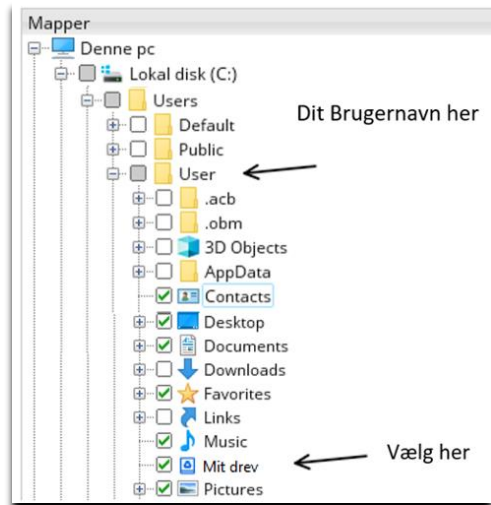 Mapper
Denne pc
Lokal disk (C:)
Users
Dit Brugernavn her
Default
Public
User
.acb
.obm
3D Objects
AppData
Contacts
Desktop
Documents
Downloads
Favorites
Links
Music
Vælg her
Mit drev
Pictures